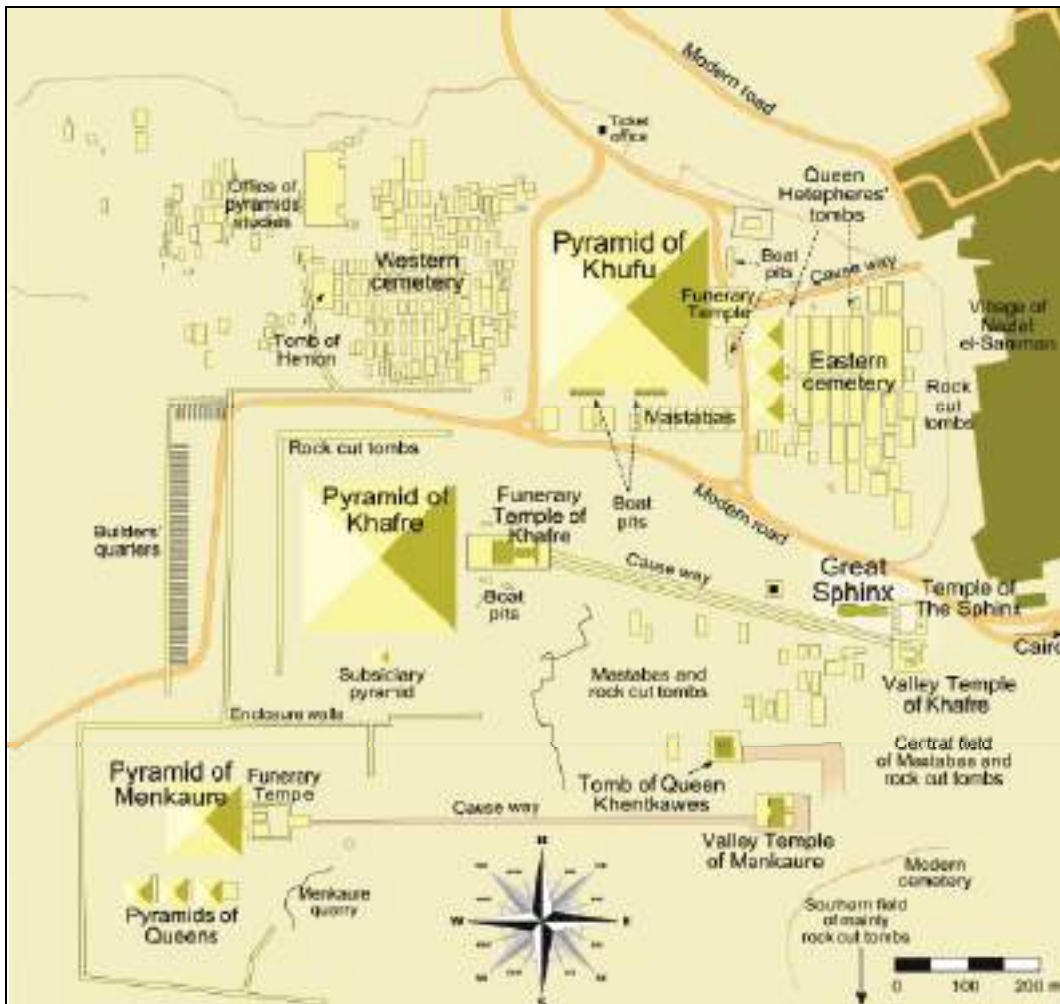 Modern road
Ticket
office
Queen
Hetepheres'
tombs
Office of
pyramids
studies
Pyramid of
Khufu
Boat
pits
Cause way
Western
cemetery
Funerary
Temple
Village of
Nazlet
el-Samman
Tomb of
Hemon
Eastern
cemetery
Rock
cut
tombs
Mastabas
Rock cut tombs
Pyramid of
Khafre
Funerary
Temple of
Khafre
Boat
pits
Modern road
Builders'
quarters
Cause way
Great
Sphinx
Temple of
The Sphinx
Boat
pits
Cairo
Subsidiary
pyramid
Mastabas and
rock cut tombs
Valley Temple
of Khafre
Enclosure walls
Central field
of Mastabas and
rock cut tombs
Pyramid of
Menkaure
Funerary
Temple
Tomb of Queen
Khentkawes
Cause way
Valley Temple
of Mankaure
N
Modern
cemetery
Menkaure
quarry
Pyramids of
Queens
W
E
Southern field
of mainly
rock cut tombs
S
0 100 200 m